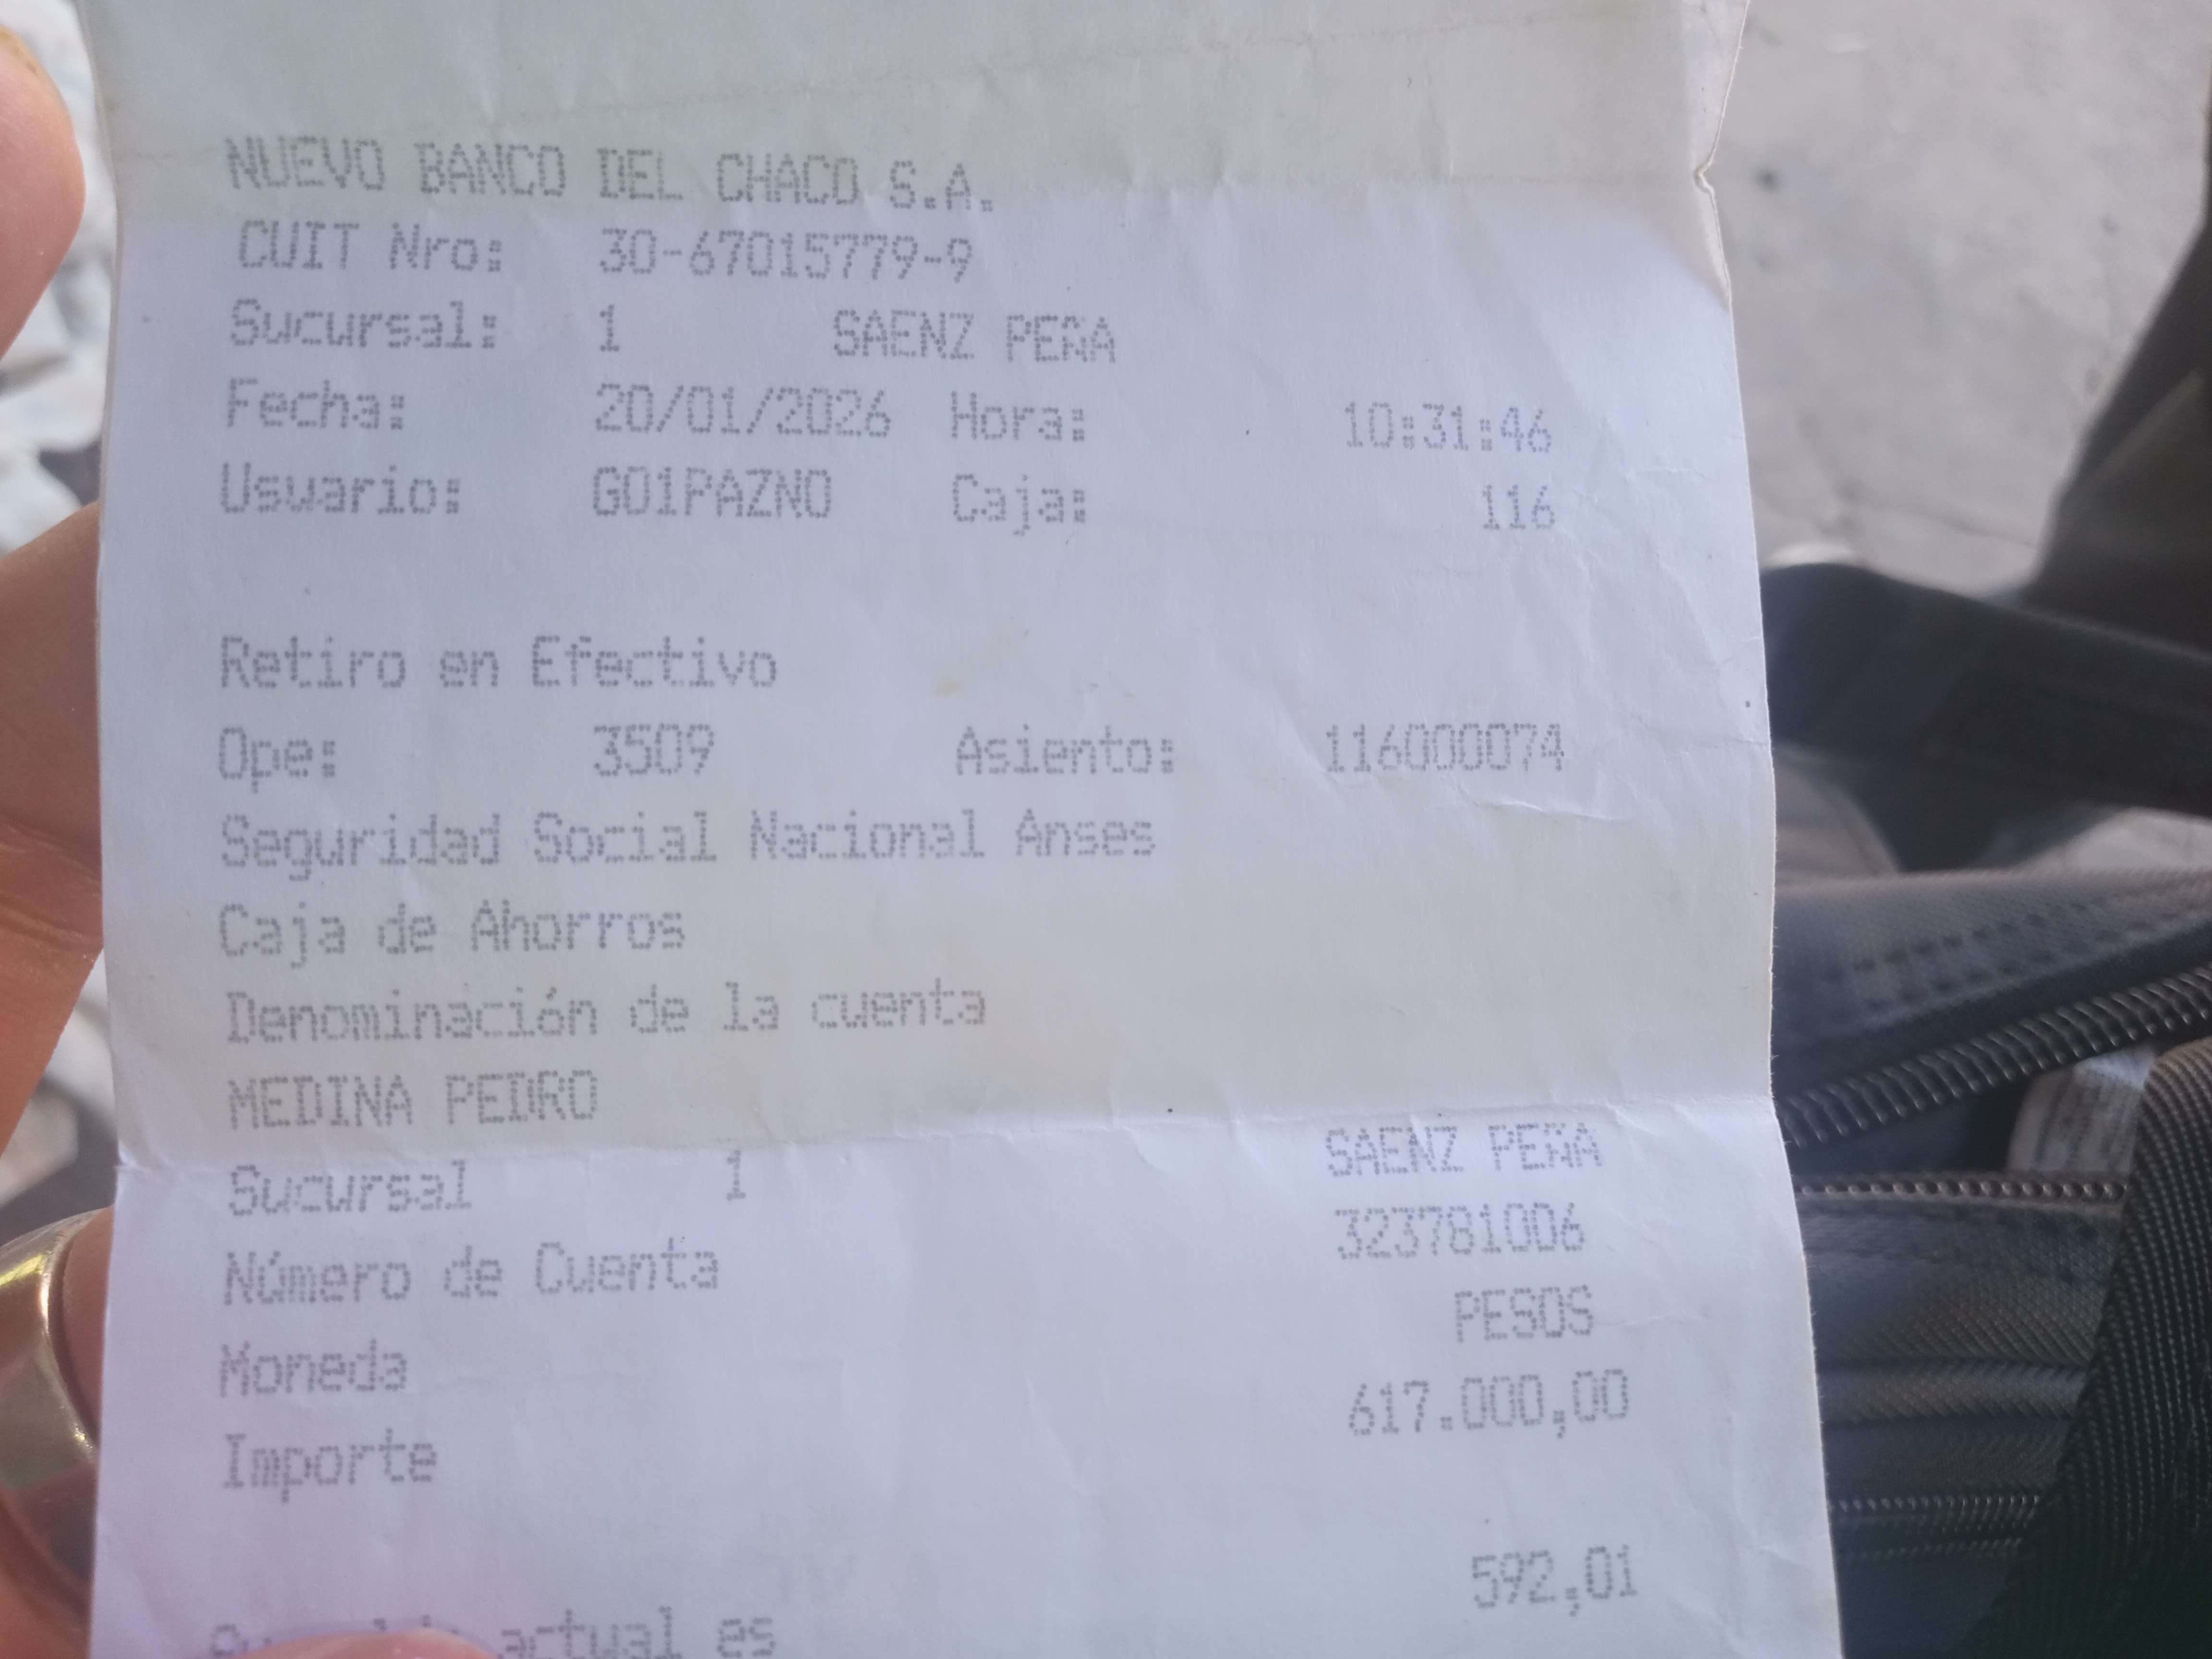 NUEVO BANCO DEL CHACO S.A.
CUIT Nro: 30-67015779-9
Sucursal: 1 SAENZ PEÑA
Fecha: 20/01/2026 Hora: 10:31:46
Usuario: G01PAZNO Caja: 116
Retiro en Efectivo
Ope: 3509 Asiento: 116000074
Seguridad Social Nacional Anses
Caja de Ahorros
Denominación de la cuenta
MEDINA PEDRO
Sucursal 1 SAENZ PEÑA
Número de Cuenta 323781006
Moneda PESOS
Importe 617.000,00
actual es 592,01